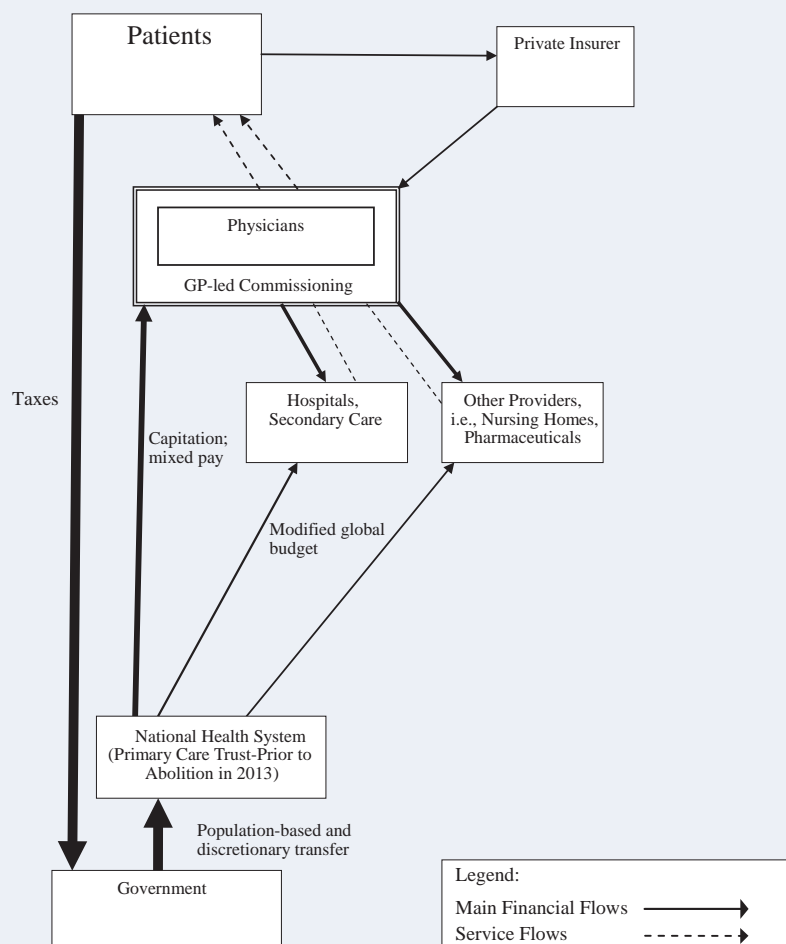 Patients
Private Insurer
Physicians
GP-led Commissioning
Taxes
Hospitals,
Secondary Care
Other Providers,
i.e., Nursing Homes,
Pharmaceuticals
Capitation;
mixed pay
Modified global
budget
National Health System
(Primary Care Trust-Prior to
Abolition in 2013)
Population-based and
discretionary transfer
Government
Legend:
Main Financial Flows
Service Flows